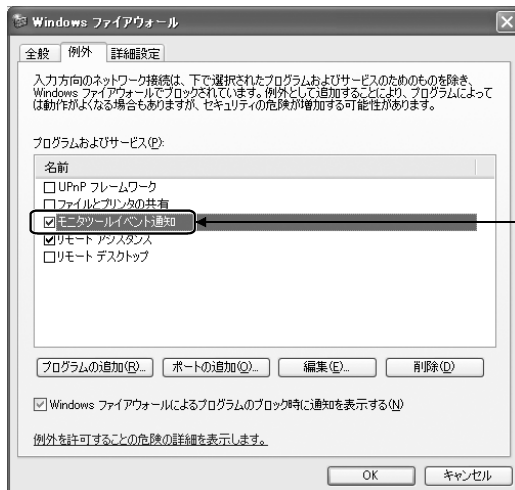 Windows ファイアウォール
全般 例外 詳細設定
入力方向のネットワーク接続は、下で選択されたプログラムおよびサービスのためのものを除き、
Windows ファイアウォールでブロックされています。例外として追加することにより、プログラムによって
は動作がよくなる場合もありますが、セキュリティの危険が増加する可能性があります。
プログラムおよびサービス(P):
名前
UPnP フレームワーク
ファイルとプリンタの共有
モニタツールイベント通知
リモート アシスタンス
リモート デスクトップ
プログラムの追加(R)... ポートの追加(O)... 編集(E)... 削除(D)
Windows ファイアウォールによるプログラムのブロック時に通知を表示する(N)
例外を許可することの危険の詳細を表示します。
OK キャンセル